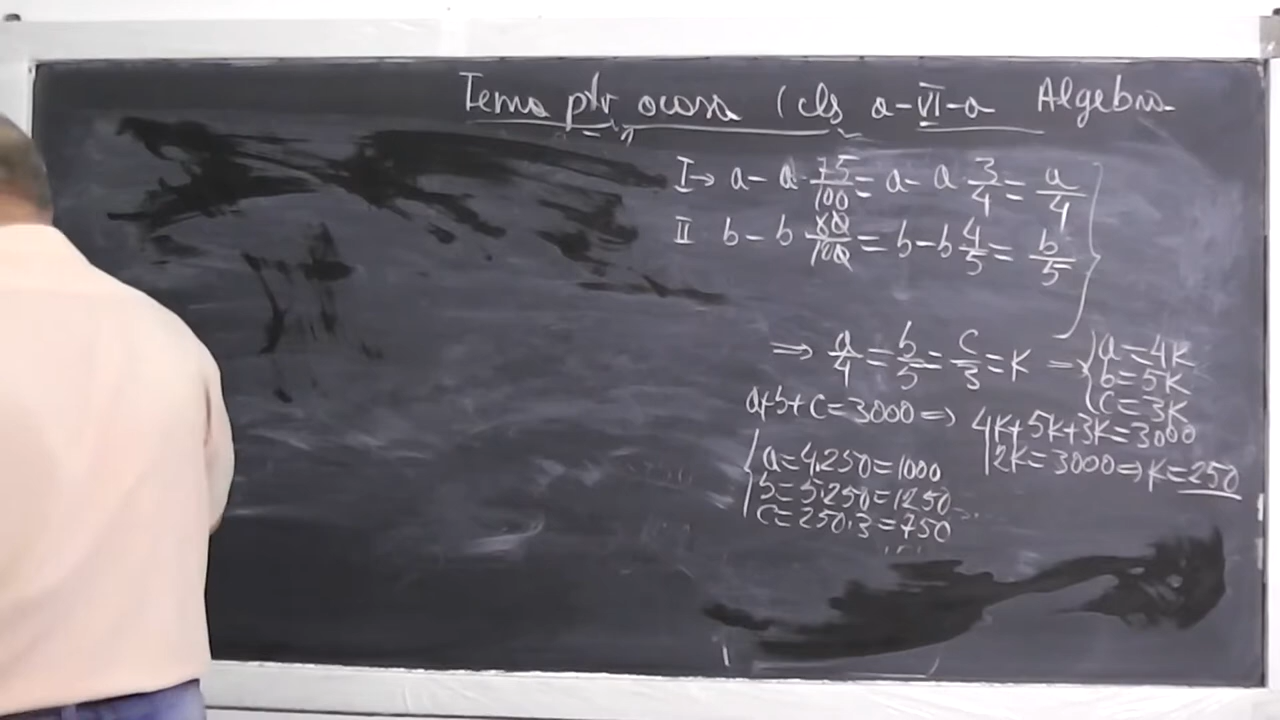 Tema ptr acasa (cls a-VI-a Algebra
I→ a - a · 75/100 = a - a · 3/4 = a/4
II b - b · 80/100 = b - b 4/5 = b/5
⇒ a/4 = b/5 = c/3 = K ⇒ { a = 4K
b = 5K
c = 3K
a+b+c = 3000 ⇒ 4K+5K+3K = 3000
12K = 3000 ⇒ K = 250
{ a = 4·250 = 1000
b = 5·250 = 1250
c = 250·3 = 750